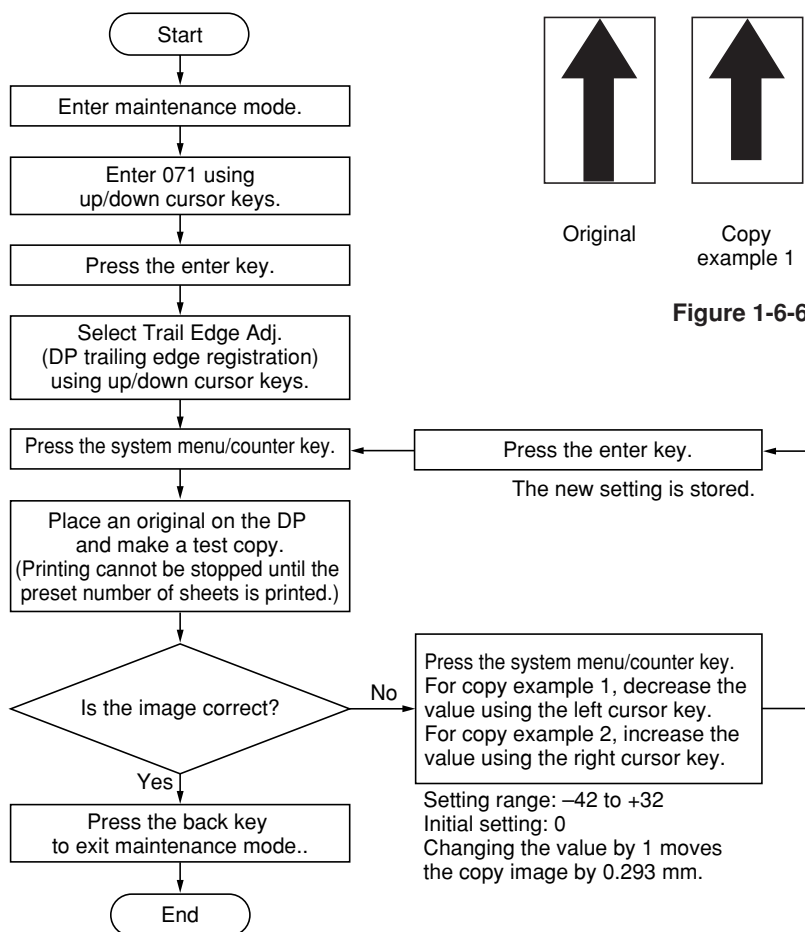 Start
Enter maintenance mode.
Enter 071 using
up/down cursor keys.
Press the enter key.
Select Trail Edge Adj.
(DP trailing edge registration)
using up/down cursor keys.
Press the system menu/counter key.
Place an original on the DP
and make a test copy.
(Printing cannot be stopped until the
preset number of sheets is printed.)
Is the image correct?
Yes
No
Press the back key
to exit maintenance mode..
End
Press the enter key.
The new setting is stored.
Press the system menu/counter key.
For copy example 1, decrease the
value using the left cursor key.
For copy example 2, increase the
value using the right cursor key.
Setting range: –42 to +32
Initial setting: 0
Changing the value by 1 moves
the copy image by 0.293 mm.
Original
Copy
example 1
Figure 1-6-6